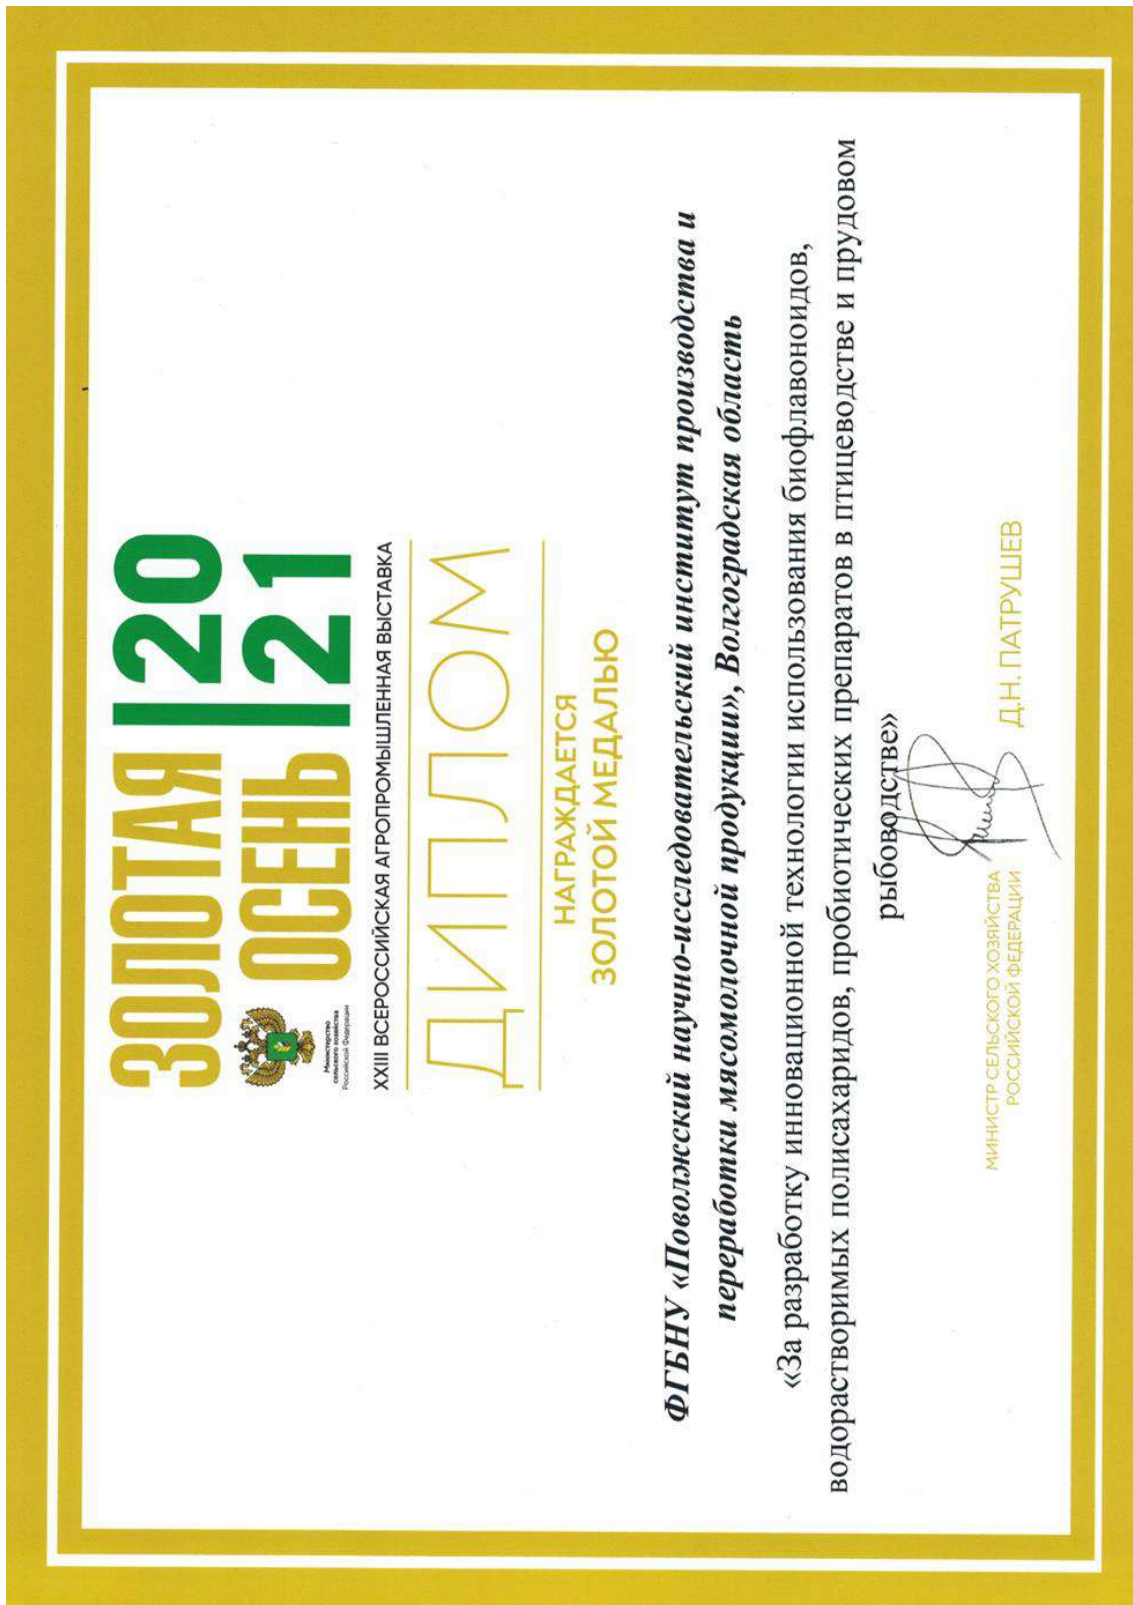 ЗОЛОТАЯ |20
ОСЕНЬ |21
Министерство
сельского хозяйства
Российской Федерации
XXIII ВСЕРОССИЙСКАЯ АГРОПРОМЫШЛЕННАЯ ВЫСТАВКА
ДИПЛОМ
НАГРАЖДАЕТСЯ
ЗОЛОТОЙ МЕДАЛЬЮ
ФГБНУ «Поволжский научно-исследовательский институт производства и
переработки мясомолочной продукции», Волгоградская область
«За разработку инновационной технологии использования биофлавоноидов,
водорастворимых полисахаридов, пробиотических препаратов в птицеводстве и прудовом
рыбоводстве»
МИНИСТР СЕЛЬСКОГО ХОЗЯЙСТВА
РОССИЙСКОЙ ФЕДЕРАЦИИ
Д.Н. ПАТРУШЕВ